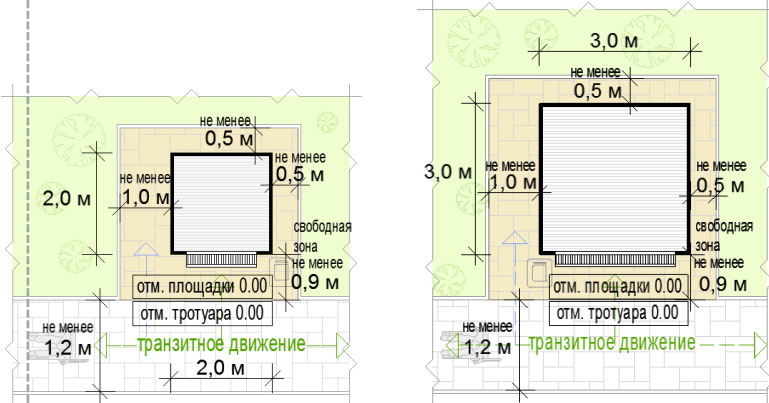 не менее
0,5 м
не менее
1,0 м
не менее
0,5 м
2,0 м
свободная
зона
не менее
0,9 м
отм. площадки 0.00
отм. тротуара 0.00
не менее
1,2 м
транзитное движение
2,0 м
3,0 м
не менее
0,5 м
3,0 м
не менее
1,0 м
не менее
0,5 м
свободная
зона
не менее
0,9 м
отм. площадки 0.00
отм. тротуара 0.00
не менее
1,2 м
транзитное движение